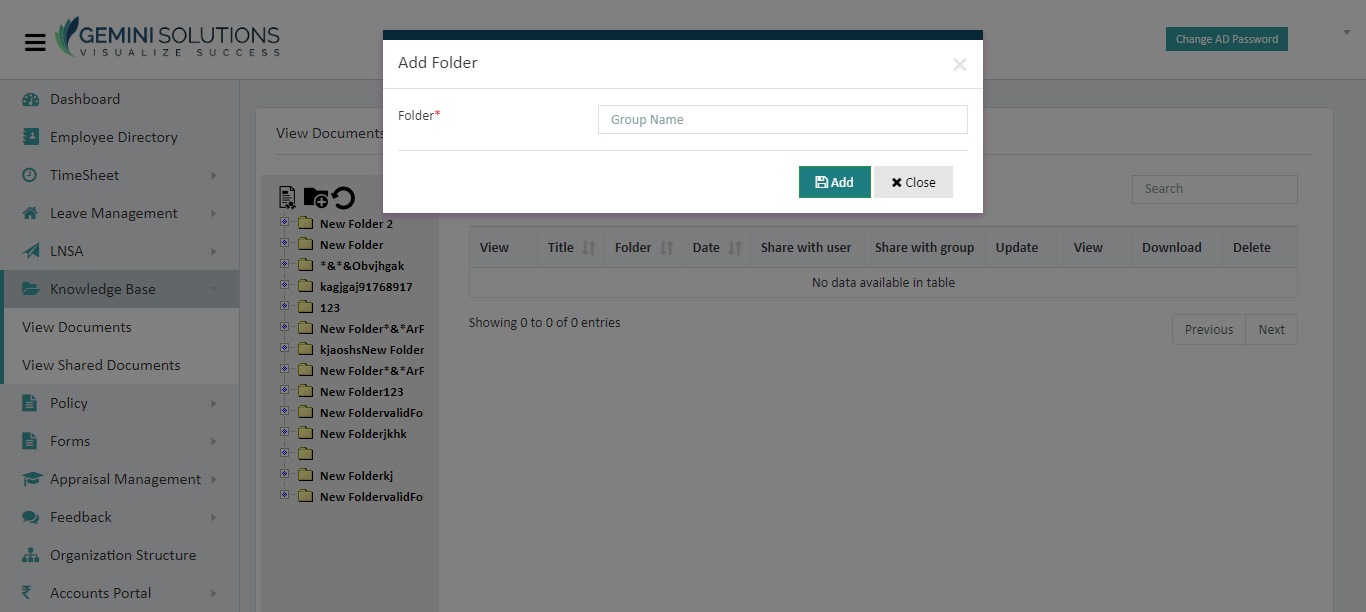 GEMINI SOLUTIONS
VISUALIZE SUCCESS
Change AD Password
Add Folder
Folder*
Group Name
Add
Close
Dashboard
Employee Directory
TimeSheet
Leave Management
LNSA
Knowledge Base
View Documents
View Shared Documents
Policy
Forms
Appraisal Management
Feedback
Organization Structure
Accounts Portal
View Documents
New Folder 2
New Folder
*&*&Obvjhgak
kagjgaj91768917
123
New Folder*&*ArF
kjaoshsNew Folder
New Folder*&*ArF
New Folder123
New FoldervalidFo
New Folderjkhk
New Folderkj
New FoldervalidFo
Search
View Title Folder Date Share with user Share with group Update View Download Delete
No data available in table
Showing 0 to 0 of 0 entries
Previous Next